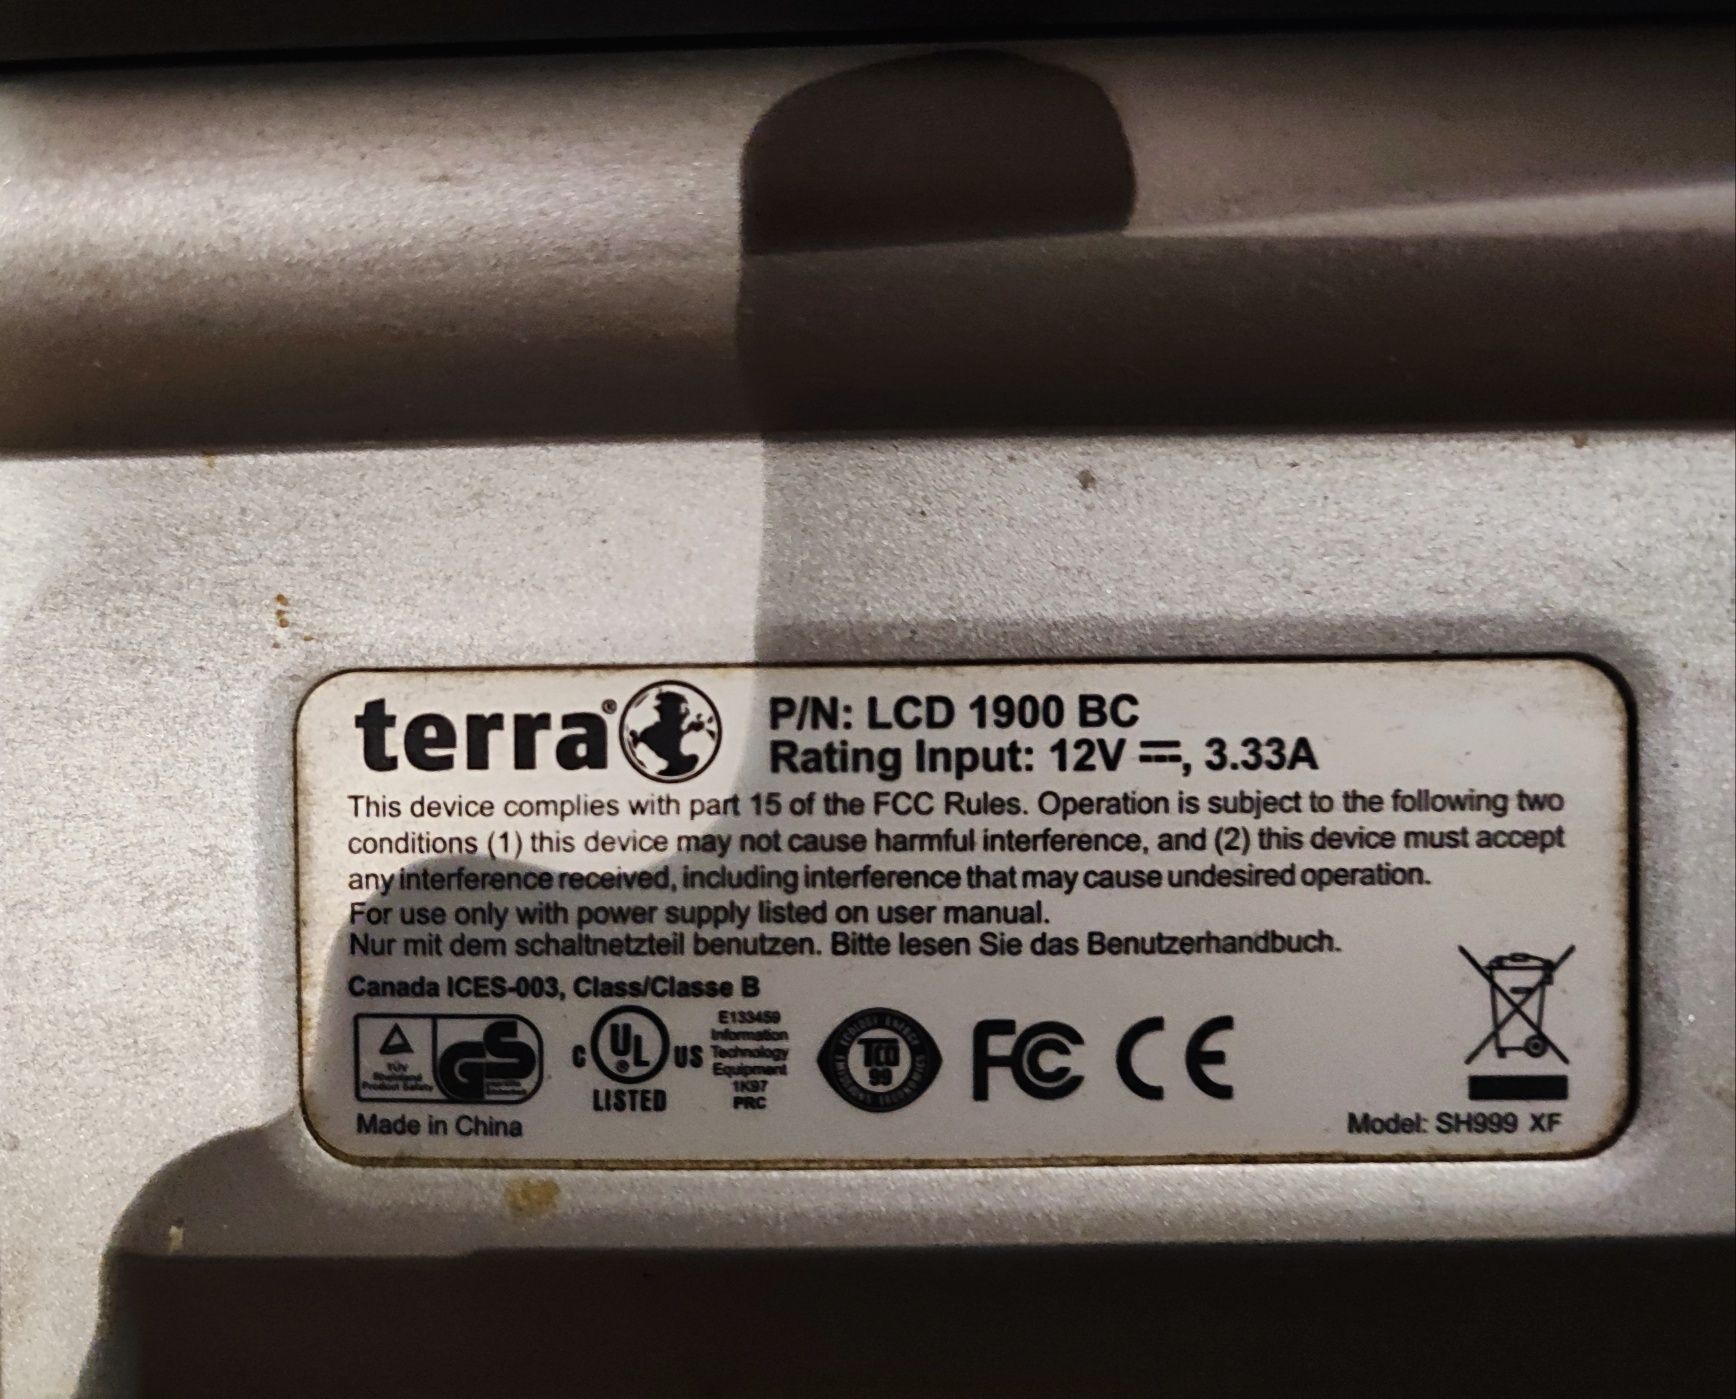 terra®
P/N: LCD 1900 BC
Rating Input: 12V ⎓, 3.33A
This device complies with part 15 of the FCC Rules. Operation is subject to the following two
conditions (1) this device may not cause harmful interference, and (2) this device must accept
any interference received, including interference that may cause undesired operation.
For use only with power supply listed on user manual.
Nur mit dem schaltnetzteil benutzen. Bitte lesen Sie das Benutzerhandbuch.
Canada ICES-003, Class/Classe B
TÜV
Rheinland
Product Safety
GS
C UL® US
LISTED
E133459
Information
Technology
Equipment
1K97
PRC
TCO
99
FC CE
Made in China
Model: SH999 XF